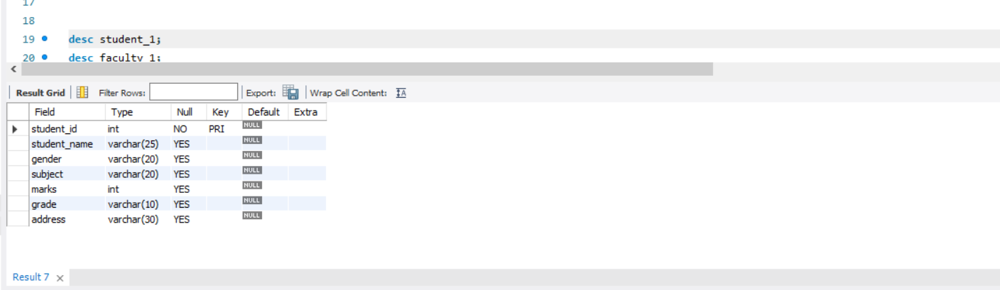 17
18
19 desc student_1;
20 desc faculty 1;
Result Grid Filter Rows: Export: Wrap Cell Content:
Field Type Null Key Default Extra
student_id int NO PRI NULL
student_name varchar(25) YES NULL
gender varchar(20) YES NULL
subject varchar(20) YES NULL
marks int YES NULL
grade varchar(10) YES NULL
address varchar(30) YES NULL
Result 7